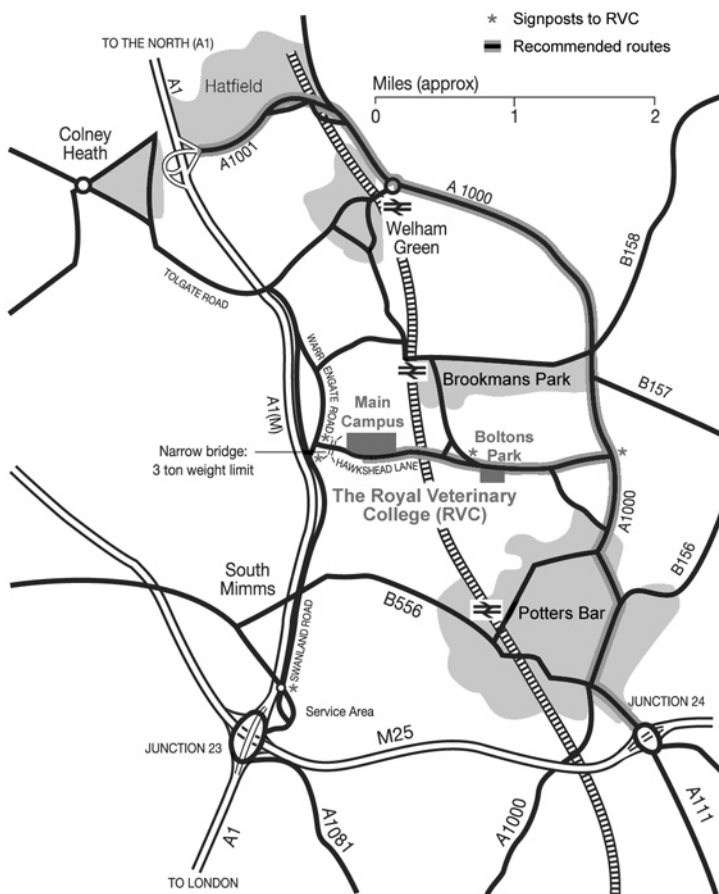 * Signposts to RVC
Recommended routes
TO THE NORTH (A1)
A1
Hatfield
Miles (approx)
0 1 2
Colney
Heath
A1001
A 1000
Welham
Green
B158
TOLGATE ROAD
WARRENGATE ROAD
A1(M)
Brookmans Park
B157
Main
Campus
Boltons
Park
Narrow bridge:
3 ton weight limit
HAWKSHEAD LANE
The Royal Veterinary
College (RVC)
A1000
B156
South
Mimms
B556
Potters Bar
SWANLAND ROAD
Service Area
JUNCTION 24
JUNCTION 23
M25
A1
A1081
A1000
A111
TO LONDON